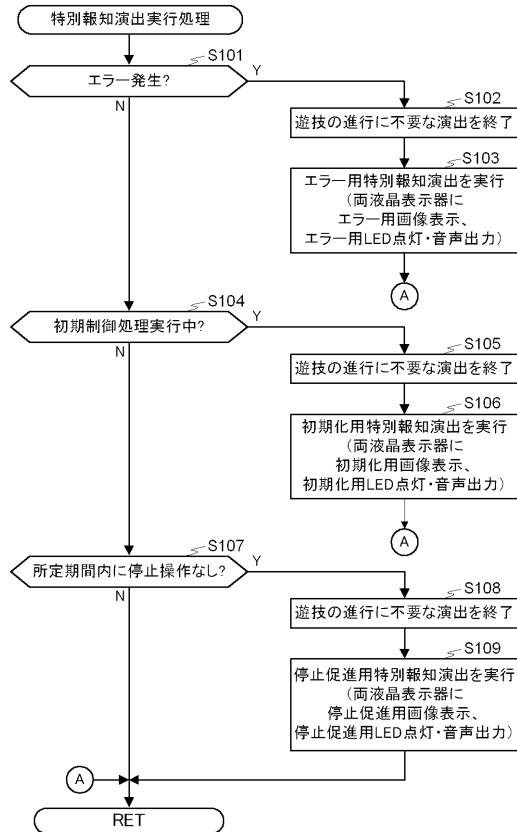 特別報知演出実行処理
S101
エラー発生?
Y
N
S102
遊技の進行に不要な演出を終了
S103
エラー用特別報知演出を実行
(両液晶表示器に
エラー用画像表示、
エラー用LED点灯・音声出力)
A
S104
初期制御処理実行中?
Y
N
S105
遊技の進行に不要な演出を終了
S106
初期化用特別報知演出を実行
(両液晶表示器に
初期化用画像表示、
初期化用LED点灯・音声出力)
A
S107
所定期間内に停止操作なし?
Y
N
S108
遊技の進行に不要な演出を終了
S109
停止促進用特別報知演出を実行
(両液晶表示器に
停止促進用画像表示、
停止促進用LED点灯・音声出力)
A
RET